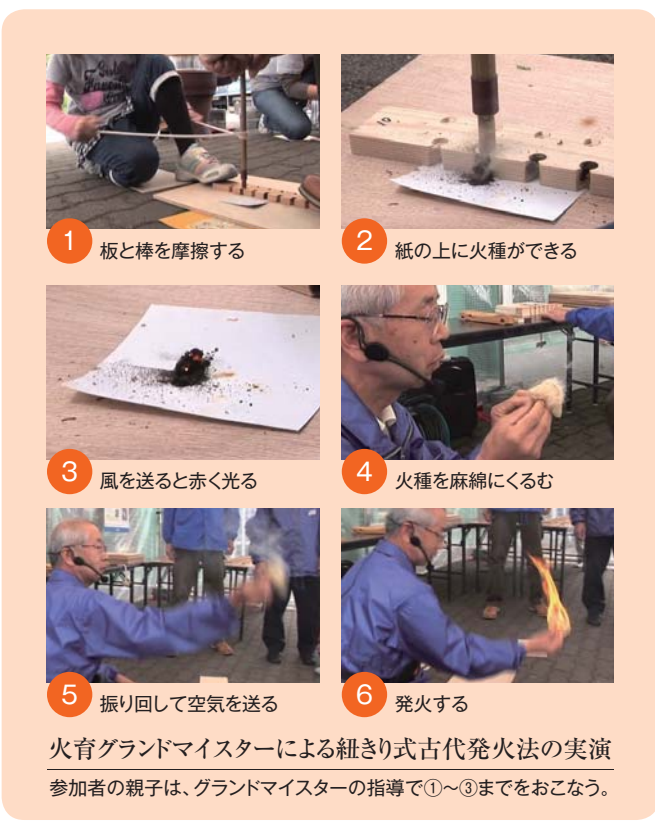 1 板と棒を摩擦する
2 紙の上に火種ができる
3 風を送ると赤く光る
4 火種を麻綿にくるむ
5 振り回して空気を送る
6 発火する
火育グランドマイスターによる紐きり式古代発火法の実演
参加者の親子は、グランドマイスターの指導で①〜③までをおこなう。